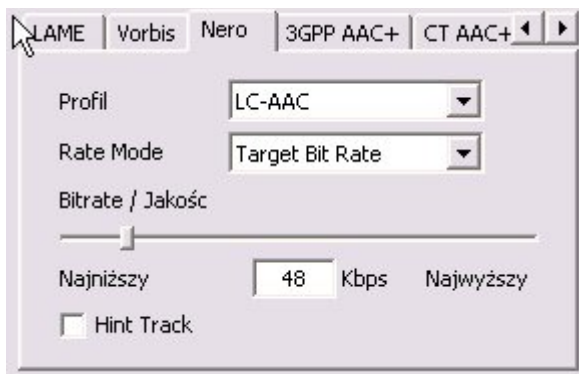 LAME Vorbis Nero 3GPP AAC+ CT AAC+
Profil LC-AAC
Rate Mode Target Bit Rate
Bitrate / Jakośc
Najniższy 48 Kbps Najwyższy
Hint Track